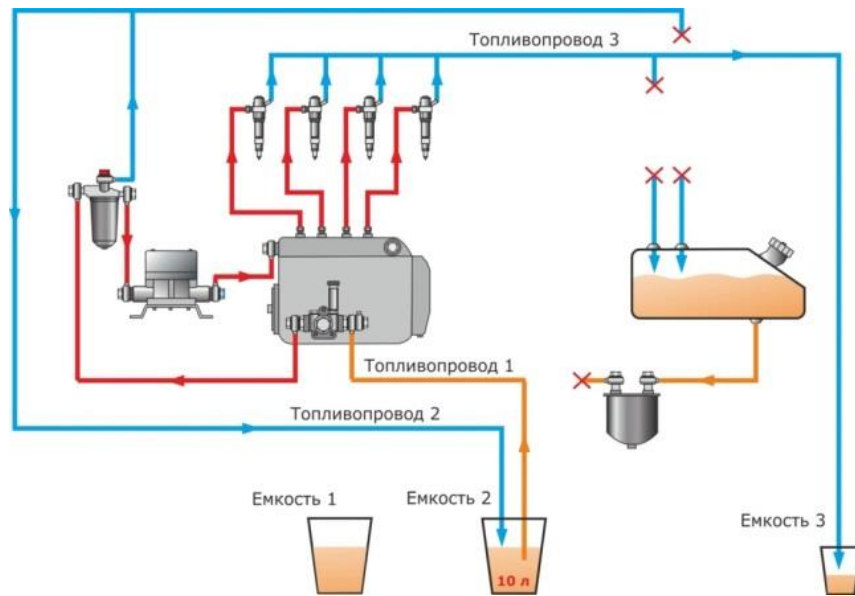 Топливопровод 3
Топливопровод 1
Топливопровод 2
Емкость 1
Емкость 2
Емкость 3
10 л